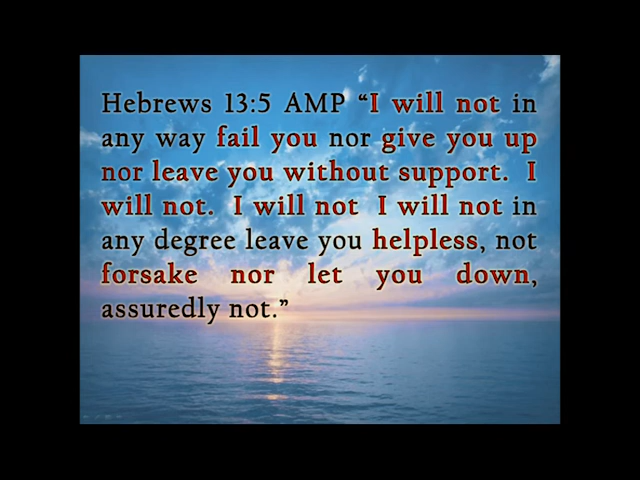 Hebrews 13:5 AMP “I will not in
any way fail you nor give you up
nor leave you without support.  I
will not.  I will not  I will not in
any degree leave you helpless, not
forsake nor let you down,
assuredly not.”